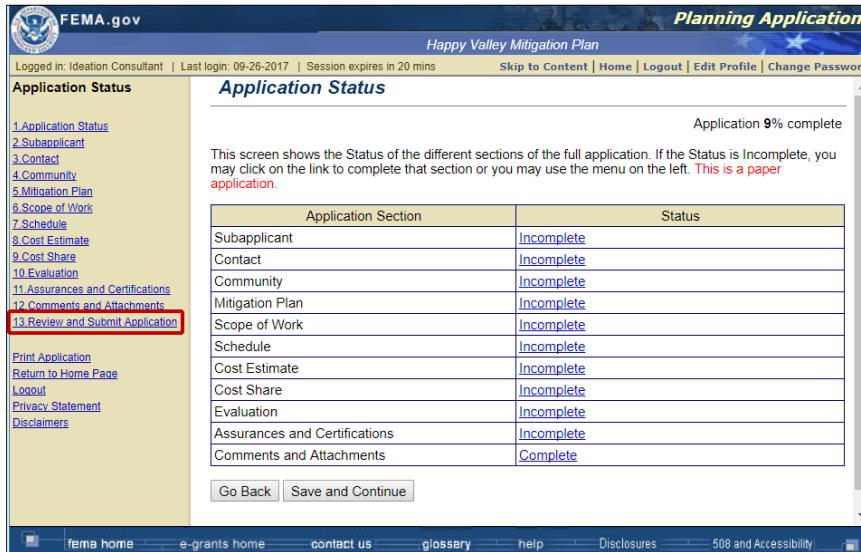 FEMA.gov
Planning Application
Happy Valley Mitigation Plan
Logged in: Ideation Consultant | Last login: 09-26-2017 | Session expires in 20 mins
Skip to Content | Home | Logout | Edit Profile | Change Passwor
Application Status
1.Application Status
2.Subapplicant
3.Contact
4.Community
5.Mitigation Plan
6.Scope of Work
7.Schedule
8.Cost Estimate
9.Cost Share
10.Evaluation
11.Assurances and Certifications
12.Comments and Attachments
13.Review and Submit Application
Print Application
Return to Home Page
Logout
Privacy Statement
Disclaimers
Application Status
Application 9% complete
This screen shows the Status of the different sections of the full application. If the Status is Incomplete, you
may click on the link to complete that section or you may use the menu on the left. This is a paper
application.
Application Section Status
Subapplicant Incomplete
Contact Incomplete
Community Incomplete
Mitigation Plan Incomplete
Scope of Work Incomplete
Schedule Incomplete
Cost Estimate Incomplete
Cost Share Incomplete
Evaluation Incomplete
Assurances and Certifications Incomplete
Comments and Attachments Complete
Go Back Save and Continue
fema home e-grants home contact us glossary help Disclosures 508 and Accessibility